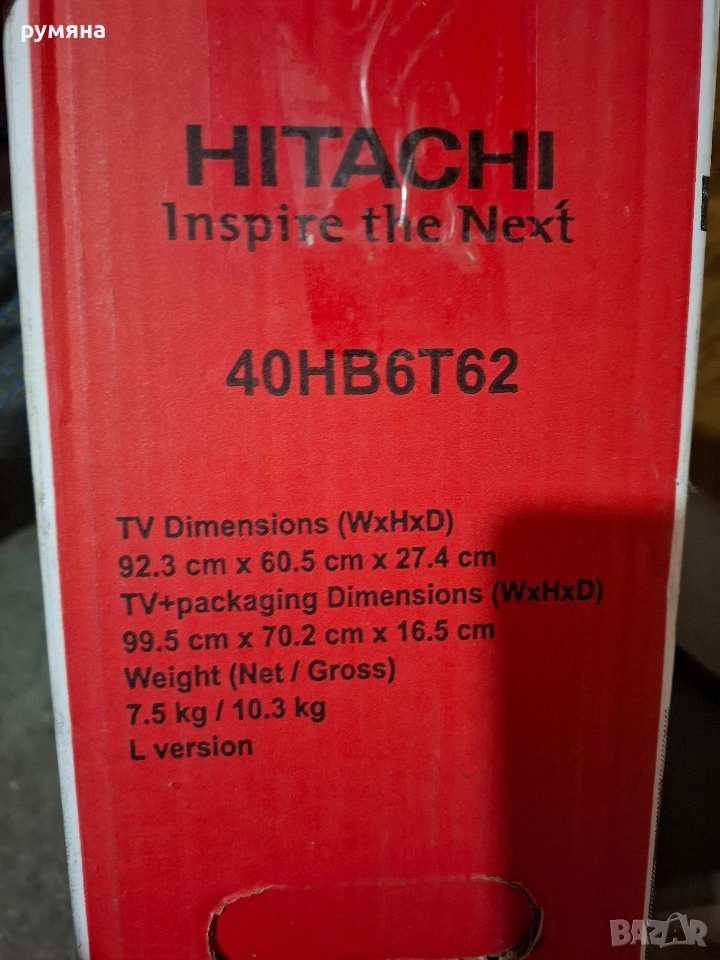 румяна
HITACHI
Inspire the Next
40HB6T62
TV Dimensions (WxHxD)
92.3 cm x 60.5 cm x 27.4 cm
TV+packaging Dimensions (WxHxD)
99.5 cm x 70.2 cm x 16.5 cm
Weight (Net / Gross)
7.5 kg / 10.3 kg
L version
BAZAR